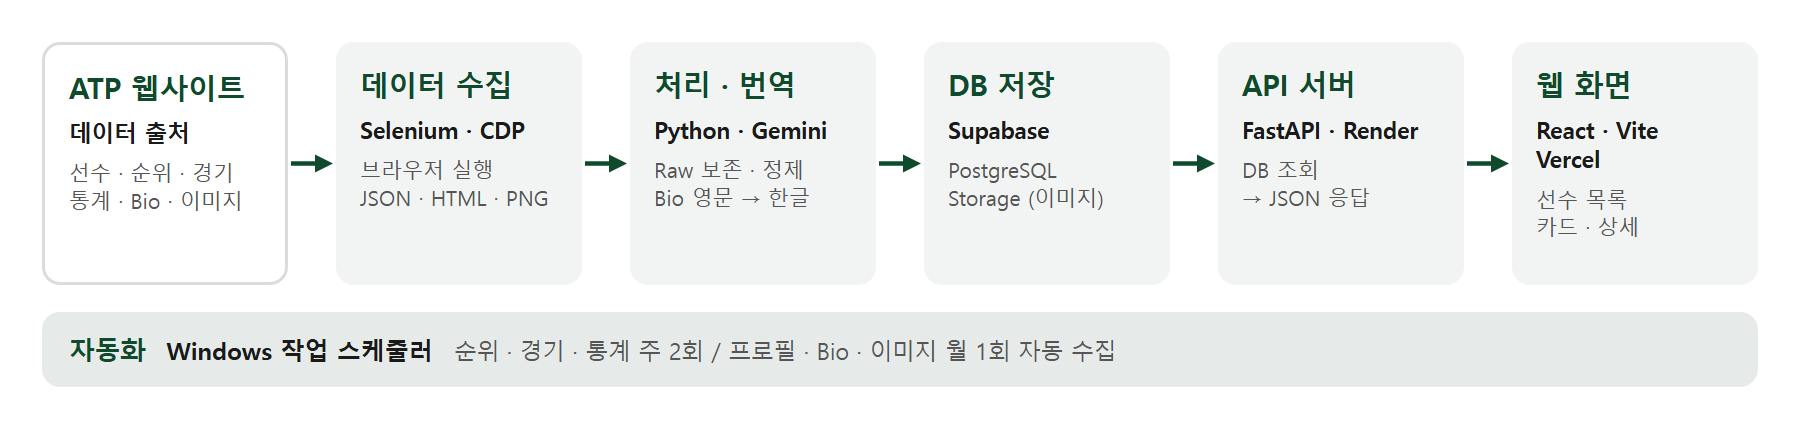 ATP 웹사이트
데이터 출처
선수 · 순위 · 경기
통계 · Bio · 이미지
데이터 수집
Selenium · CDP
브라우저 실행
JSON · HTML · PNG
처리 · 번역
Python · Gemini
Raw 보존 · 정제
Bio 영문 → 한글
DB 저장
Supabase
PostgreSQL
Storage (이미지)
API 서버
FastAPI · Render
DB 조회
→ JSON 응답
웹 화면
React · Vite
Vercel
선수 목록
카드 · 상세
자동화 Windows 작업 스케줄러 순위 · 경기 · 통계 주 2회 / 프로필 · Bio · 이미지 월 1회 자동 수집